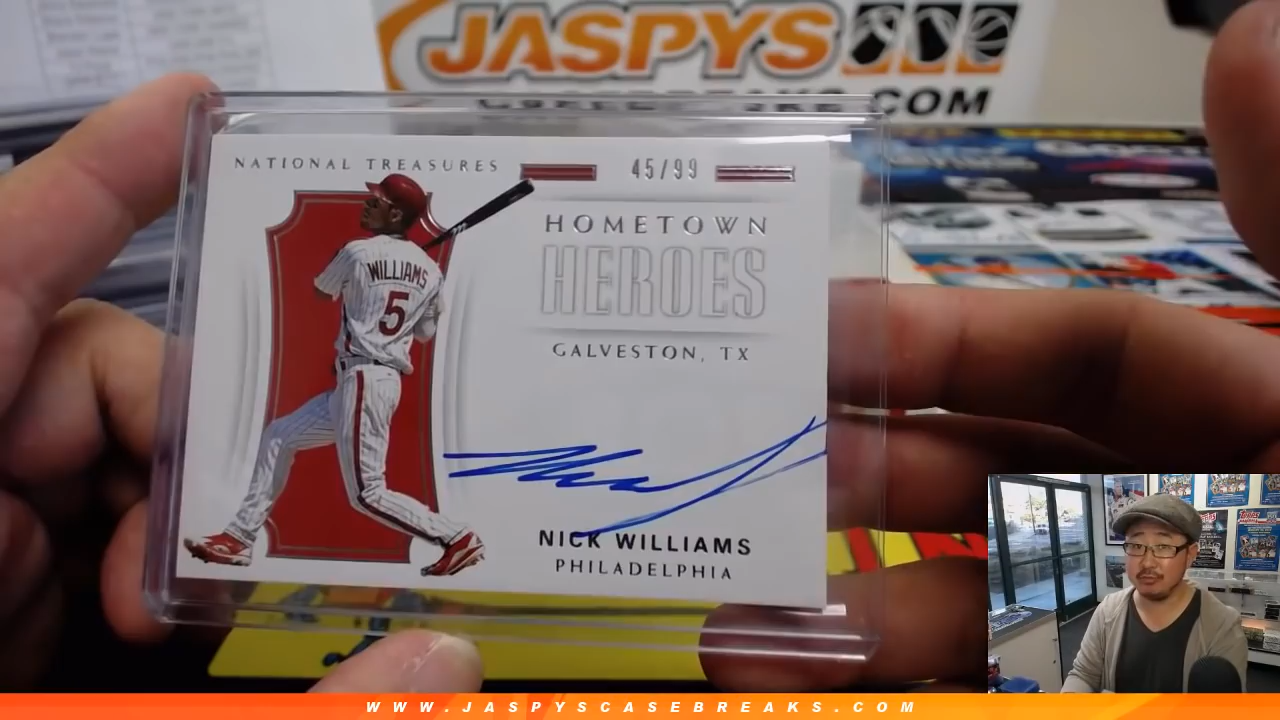 JASPYS
.COM
NATIONAL TREASURES
45/99
HOMETOWN
HEROES
WILLIAMS
5
GALVESTON, TX
NICK WILLIAMS
PHILADELPHIA
WWW.JASPYSCASEBREAKS.COM